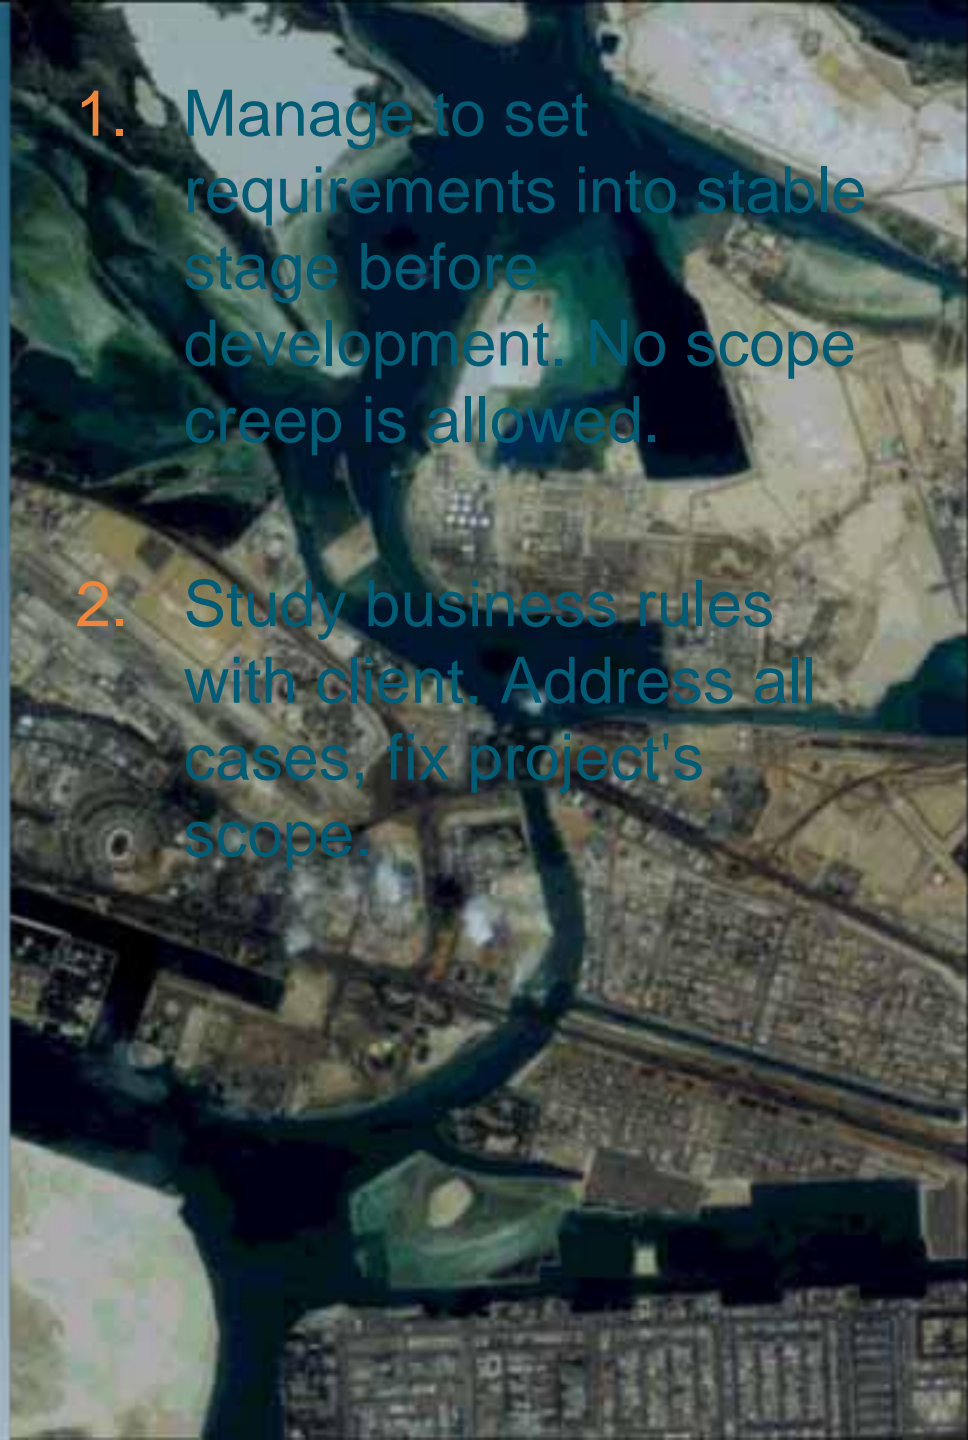 1. Manage to set
requirements into stable
stage before
development. No scope
creep is allowed.
2. Study business rules
with client. Address all
cases, fix project's
scope.